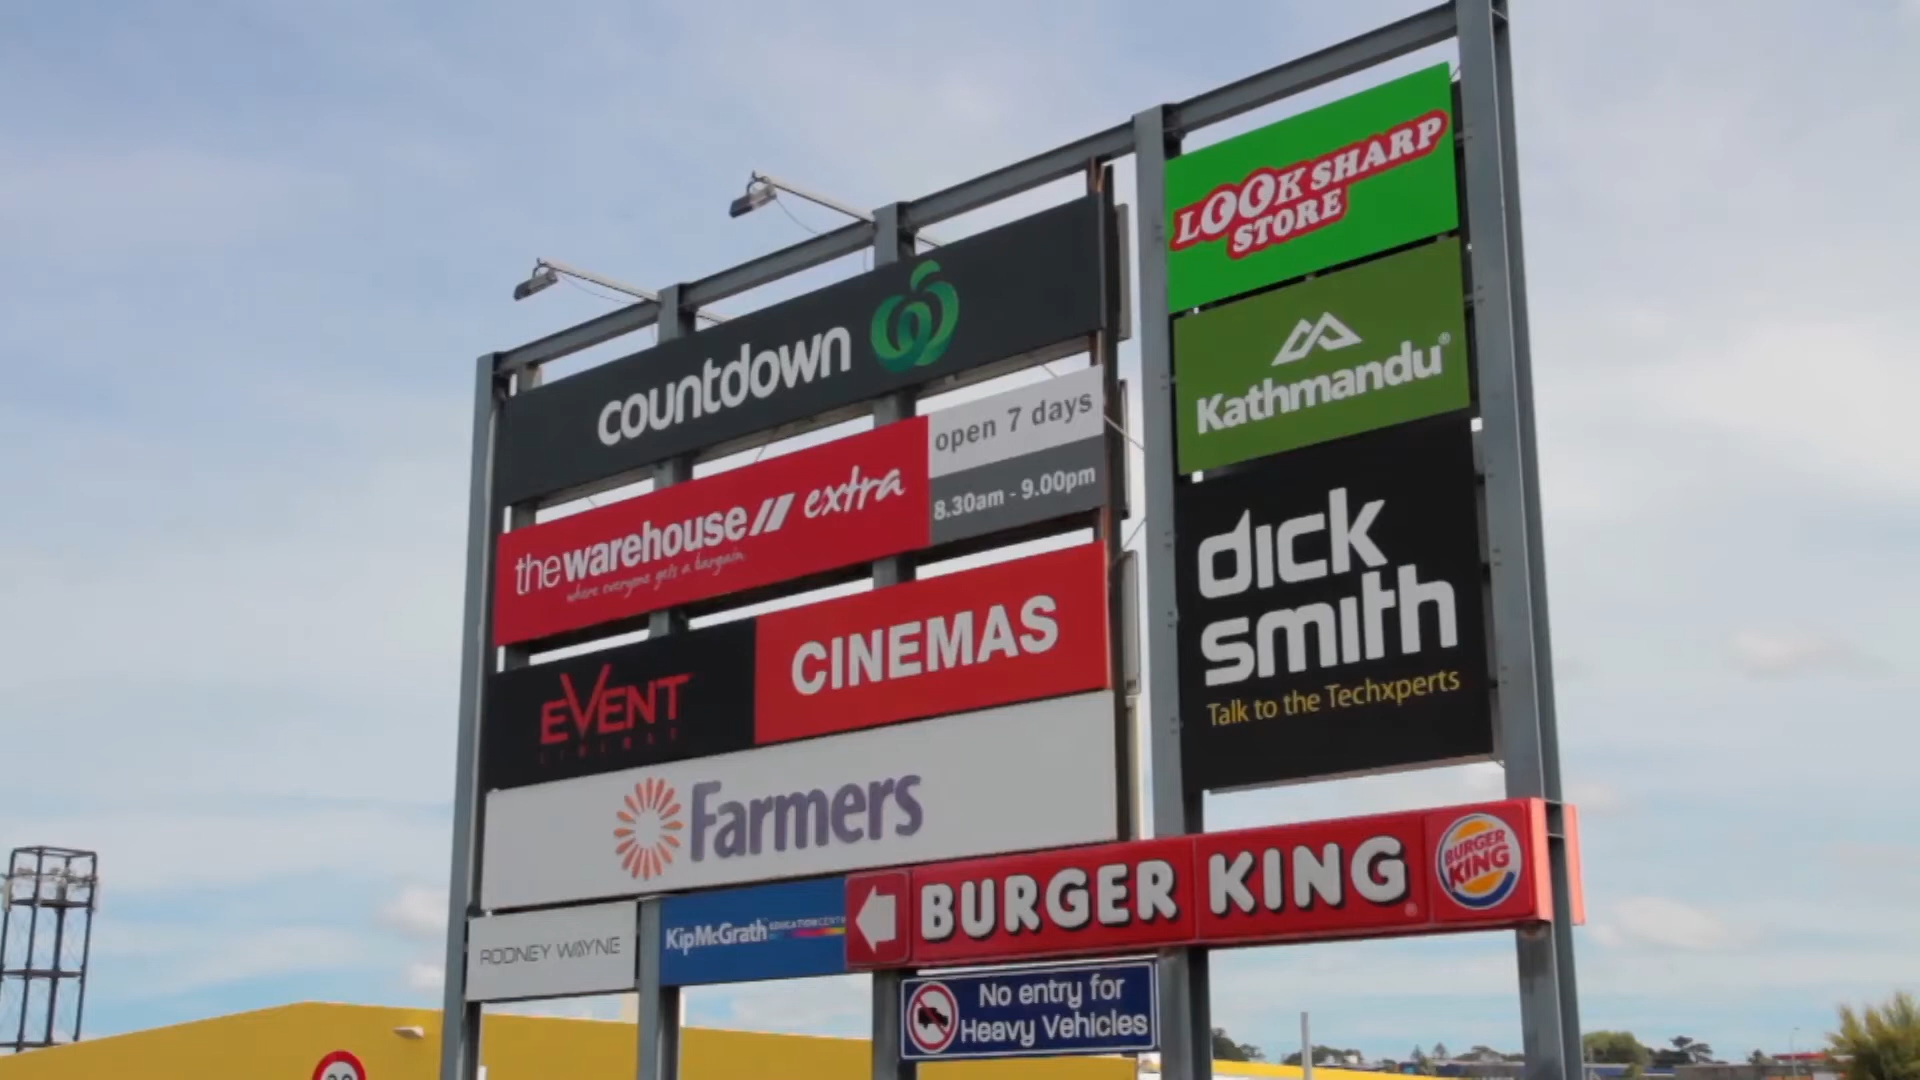 LOOK SHARP
STORE
Kathmandu®
dick
smith
Talk to the Techxperts
countdown
thewarehouse extra
where everyone gets a bargain
open 7 days
8.30am - 9.00pm
EVENT
CINEMAS
CINEMAS
Farmers
RODNEY WAYNE
KipMcGrath
BURGER KING
BURGER
KING
No entry for
Heavy Vehicles